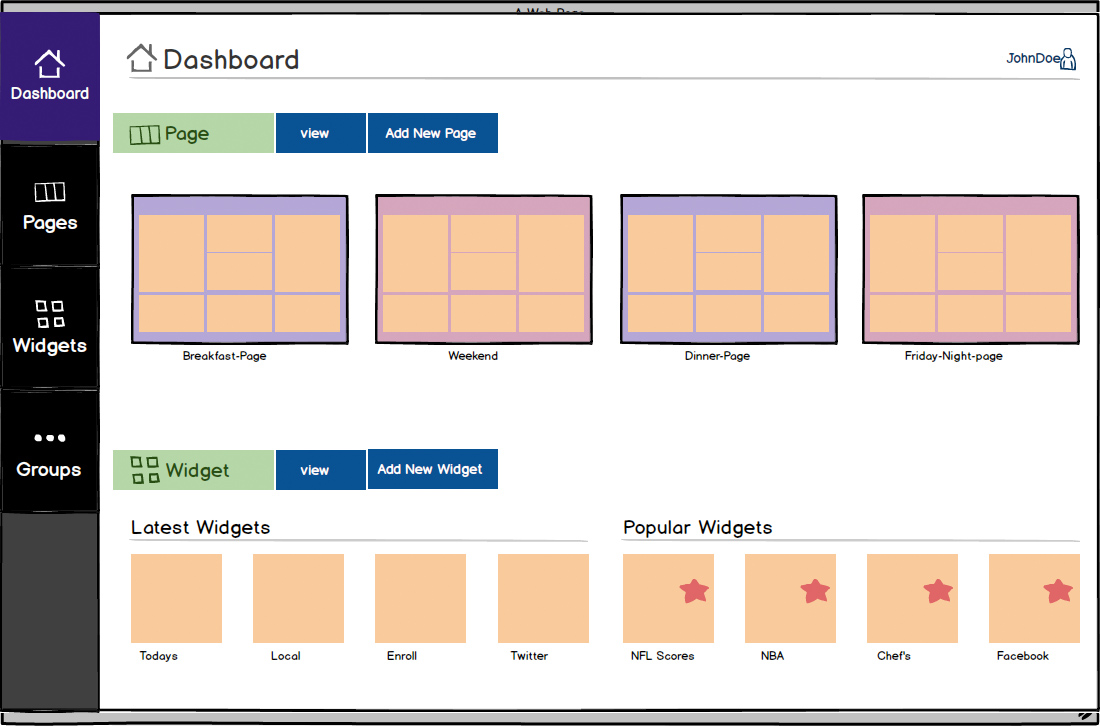 A Web Page
Dashboard
Pages
Widgets
Groups
Dashboard
JohnDoe
Page
view
Add New Page
Breakfast-Page
Weekend
Dinner-Page
Friday-Night-page
Widget
view
Add New Widget
Latest Widgets
Popular Widgets
Todays
Local
Enroll
Twitter
NFL Scores
NBA
Chef's
Facebook